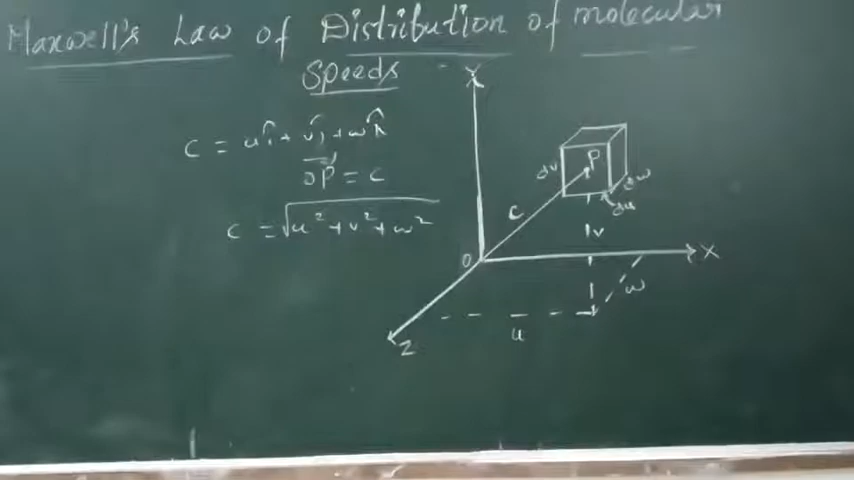 Maxwell's Law of Distribution of molecular
Speeds
Y
C = uî + vĵ + wk̂
OP = C
C = √u² + v² + w²
P
dv
dw
du
C
v
O
X
w
u
Z